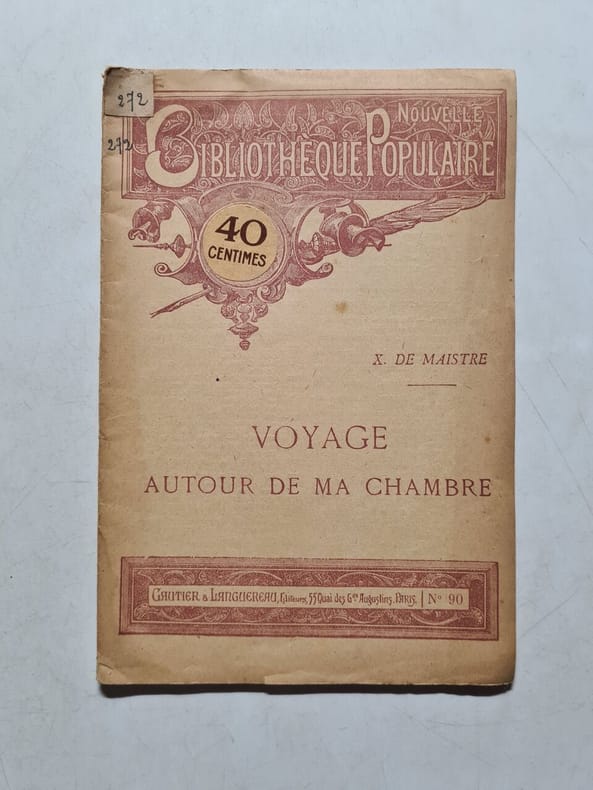 272
272
NOUVELLE
BIBLIOTHÈQUE POPULAIRE
40
CENTIMES
X. DE MAISTRE
VOYAGE
AUTOUR DE MA CHAMBRE
GAUTIER & LANGUEREAU, Éditeurs, 55 Quai des Gds Augustins, PARIS. | N° 90